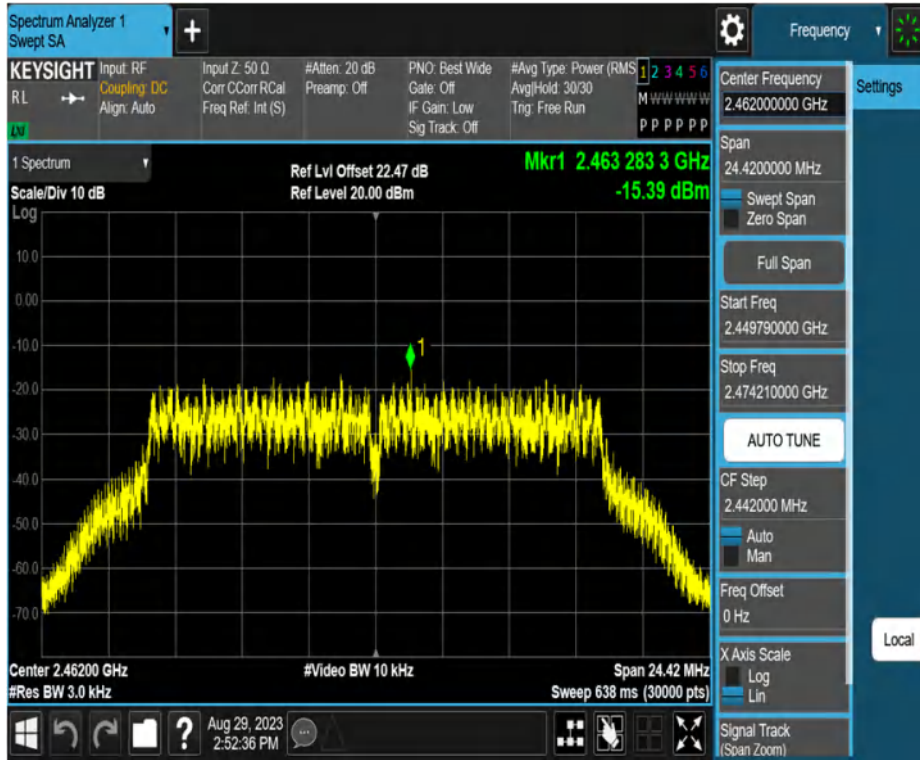 Spectrum Analyzer 1
Swept SA
+
Frequency
KEYSIGHT
RL
LXI
Input: RF
Coupling: DC
Align: Auto
Input Z: 50 Ω
Corr CCorr RCal
Freq Ref: Int (S)
#Atten: 20 dB
Preamp: Off
PNO: Best Wide
Gate: Off
IF Gain: Low
Sig Track: Off
#Avg Type: Power (RMS
Avg|Hold: 30/30
Trig: Free Run
1 2 3 4 5 6
M W W W W W
P P P P P P
Center Frequency
2.462000000 GHz
Settings
1 Spectrum
Scale/Div 10 dB
Log
Ref Lvl Offset 22.47 dB
Ref Level 20.00 dBm
Mkr1 2.463 283 3 GHz
-15.39 dBm
10.0
0.00
-10.0
-20.0
-30.0
-40.0
-50.0
-60.0
-70.0
1
Center 2.46200 GHz
#Res BW 3.0 kHz
#Video BW 10 kHz
Span 24.42 MHz
Sweep 638 ms (30000 pts)
Span
24.4200000 MHz
Swept Span
Zero Span
Full Span
Start Freq
2.449790000 GHz
Stop Freq
2.474210000 GHz
AUTO TUNE
CF Step
2.442000 MHz
Auto
Man
Freq Offset
0 Hz
X Axis Scale
Log
Lin
Signal Track
(Span Zoom)
Local
?
Aug 29, 2023
2:52:36 PM